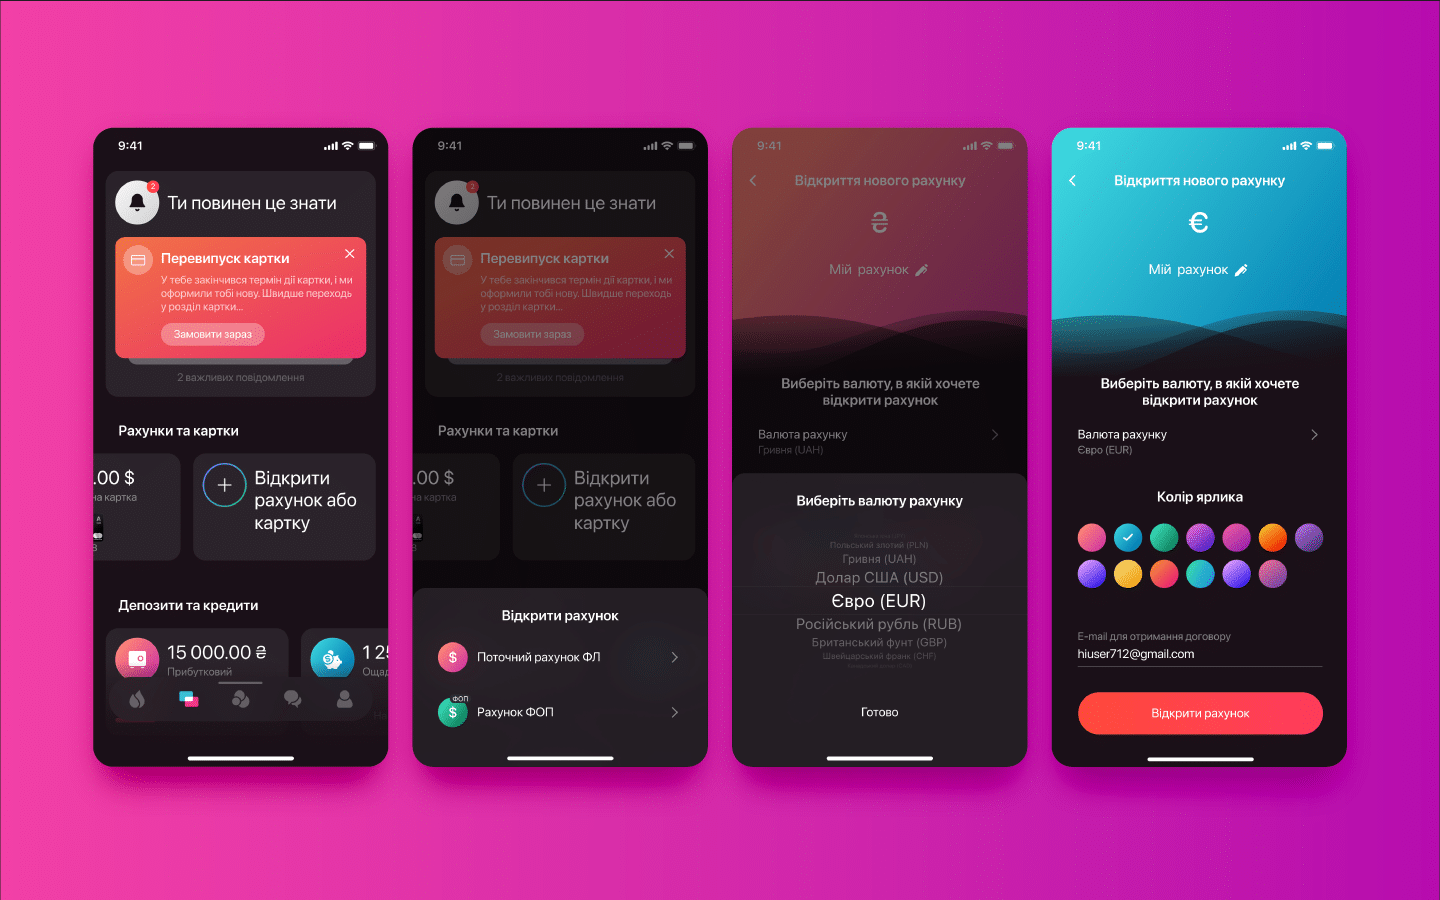 9:41
2
Ти повинен це знати
Перевипуск картки
У тебе закінчився термін дії картки, і ми
оформили тобі нову. Швидше переходь
у розділ картки...
Замовити зараз
2 важливих повідомлення
Рахунки та картки
.00 $
на картка
Відкрити
рахунок або
картку
Депозити та кредити
15 000.00 ₴
Прибутковий
1 25
Ощад
9:41
2
Ти повинен це знати
Перевипуск картки
У тебе закінчився термін дії картки, і ми
оформили тобі нову. Швидше переходь
у розділ картки...
Замовити зараз
2 важливих повідомлення
Рахунки та картки
.00 $
на картка
Відкрити
рахунок або
картку
Відкрити рахунок
$ Поточний рахунок ФЛ
ФОП
$ Рахунок ФОП
9:41
Відкриття нового рахунку
₴
Мій рахунок
Виберіть валюту, в якій хочете
відкрити рахунок
Валюта рахунку
Гривня (UAH)
Виберіть валюту рахунку
Польський злотий (PLN)
Гривня (UAH)
Долар США (USD)
Євро (EUR)
Російський рубль (RUB)
Британський фунт (GBP)
Швейцарський франк (CHF)
Готово
9:41
Відкриття нового рахунку
€
Мій рахунок
Виберіть валюту, в якій хочете
відкрити рахунок
Валюта рахунку
Євро (EUR)
Колір ярлика
E-mail для отримання договору
hiuser712@gmail.com
Відкрити рахунок